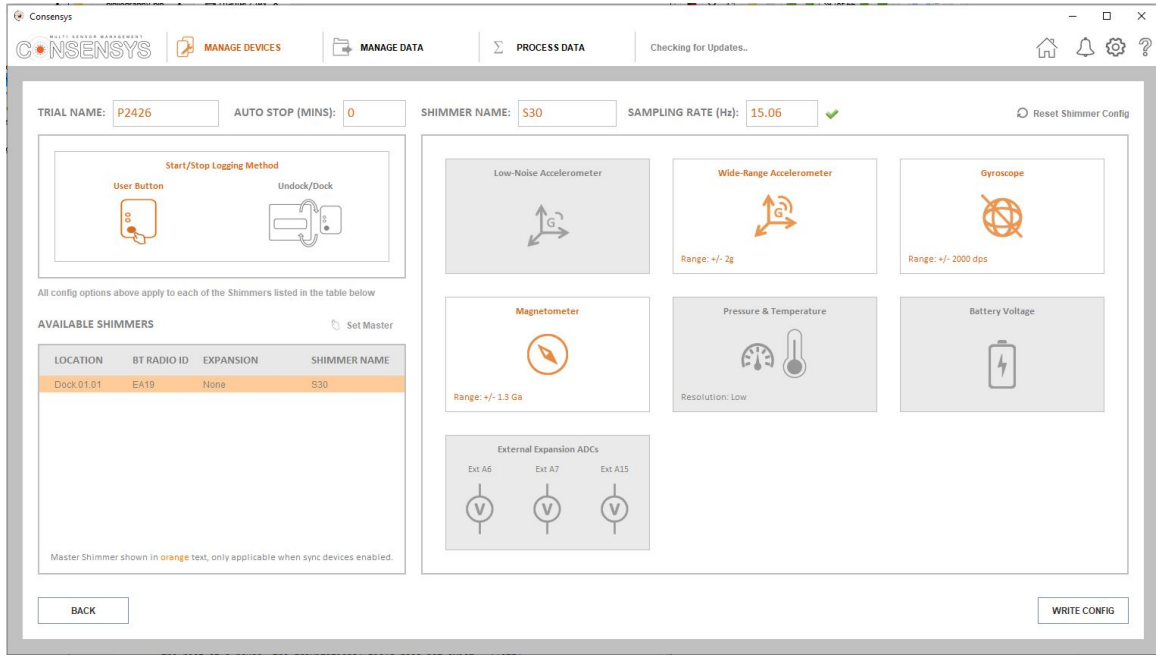 Consensys
MULTI SENSOR MANAGEMENT
CONSENSYS
MANAGE DEVICES
MANAGE DATA
Σ PROCESS DATA
Checking for Updates..
?
TRIAL NAME: P2426 AUTO STOP (MINS): 0 SHIMMER NAME: S30 SAMPLING RATE (Hz): 15.06
Reset Shimmer Config
Start/Stop Logging Method
User Button
Undock/Dock
All config options above apply to each of the Shimmers listed in the table below
AVAILABLE SHIMMERS
Set Master
LOCATION BT RADIO ID EXPANSION SHIMMER NAME
Dock.01.01 EA19 None S30
Master Shimmer shown in orange text, only applicable when sync devices enabled.
Low-Noise Accelerometer
G
Wide-Range Accelerometer
G
Range: +/- 2g
Gyroscope
Range: +/- 2000 dps
Magnetometer
Range: +/- 1.3 Ga
Pressure & Temperature
Resolution: Low
Battery Voltage
External Expansion ADCs
Ext A6 Ext A7 Ext A15
V V V
BACK
WRITE CONFIG